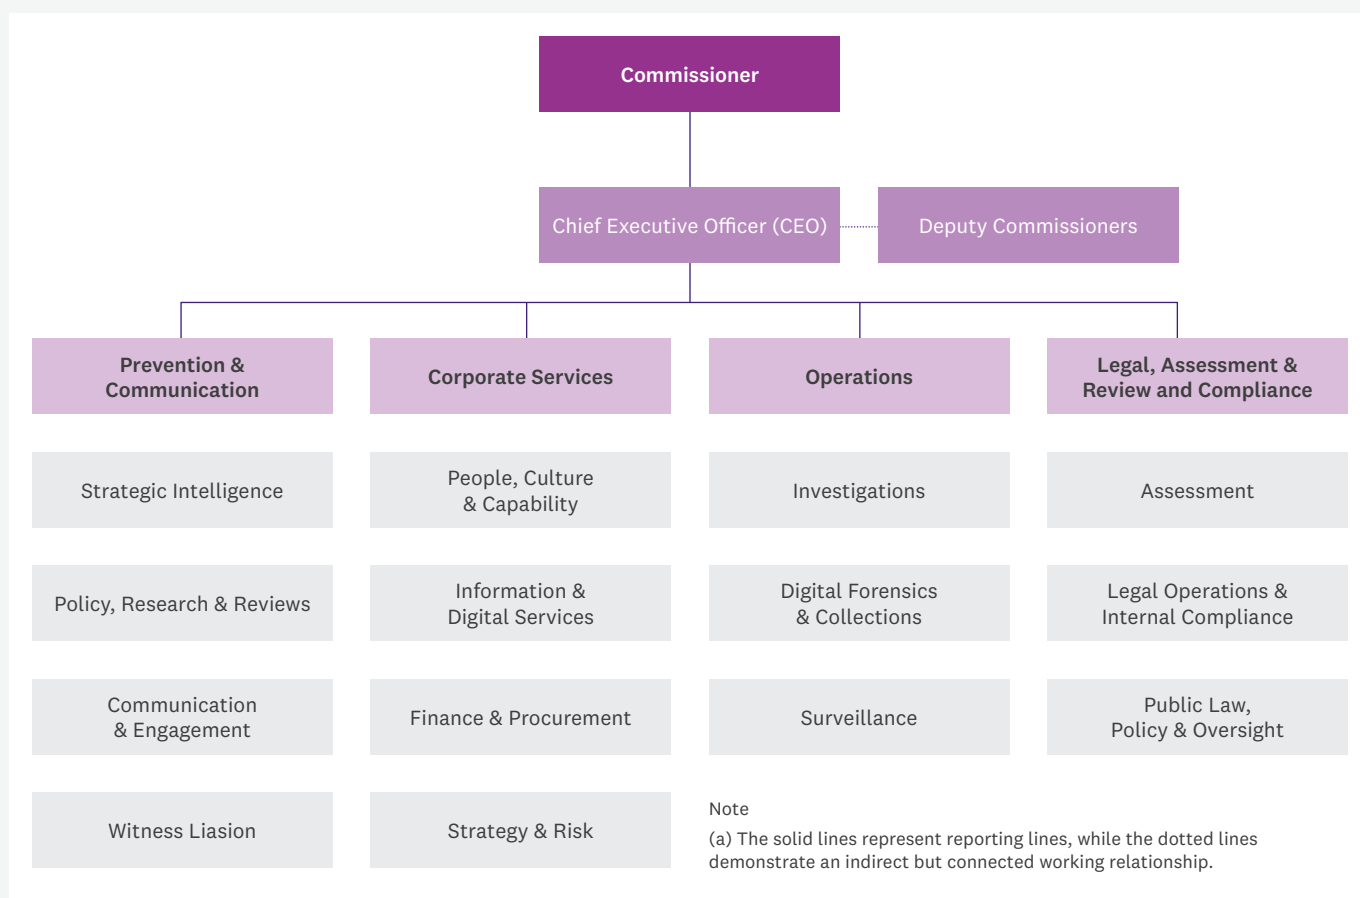 Commissioner
Chief Executive Officer (CEO)
Deputy Commissioners
Prevention &
Communication
Corporate Services
Operations
Legal, Assessment &
Review and Compliance
Strategic Intelligence
People, Culture
& Capability
Investigations
Assessment
Policy, Research & Reviews
Information &
Digital Services
Digital Forensics
& Collections
Legal Operations &
Internal Compliance
Communication
& Engagement
Finance & Procurement
Surveillance
Public Law,
Policy & Oversight
Witness Liasion
Strategy & Risk
Note
(a) The solid lines represent reporting lines, while the dotted lines
demonstrate an indirect but connected working relationship.